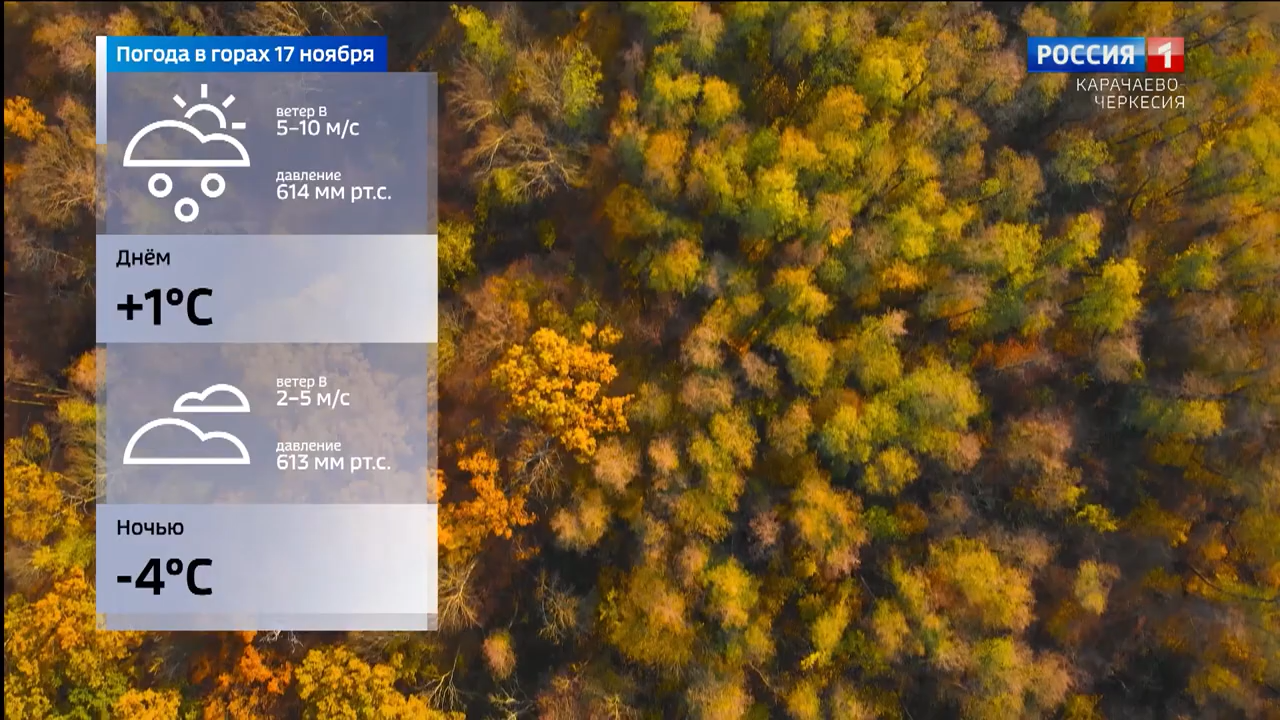 Погода в горах 17 ноября
РОССИЯ 1
КАРАЧАЕВО-
ЧЕРКЕСИЯ
ветер В
5–10 м/с
давление
614 мм рт.с.
Днём
+1°C
ветер В
2–5 м/с
давление
613 мм рт.с.
Ночью
-4°C